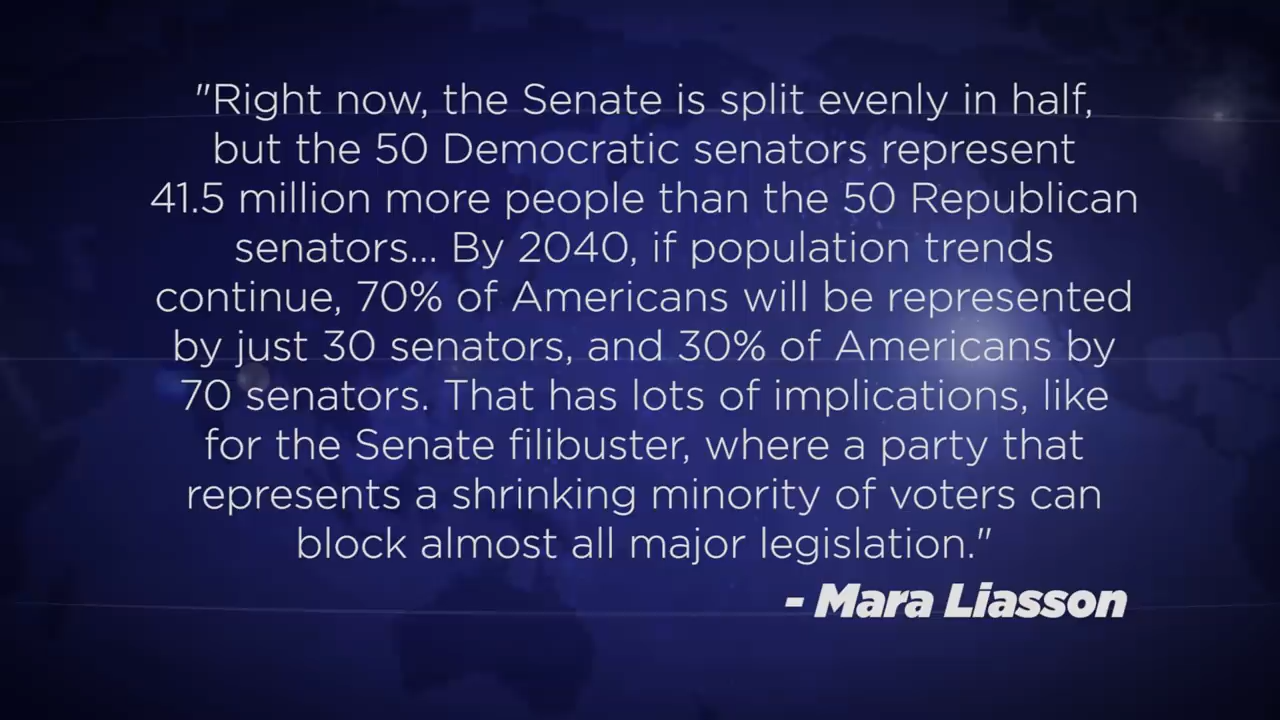 "Right now, the Senate is split evenly in half,
but the 50 Democratic senators represent
41.5 million more people than the 50 Republican
senators... By 2040, if population trends
continue, 70% of Americans will be represented
by just 30 senators, and 30% of Americans by
70 senators. That has lots of implications, like
for the Senate filibuster, where a party that
represents a shrinking minority of voters can
block almost all major legislation."
- Mara Liasson